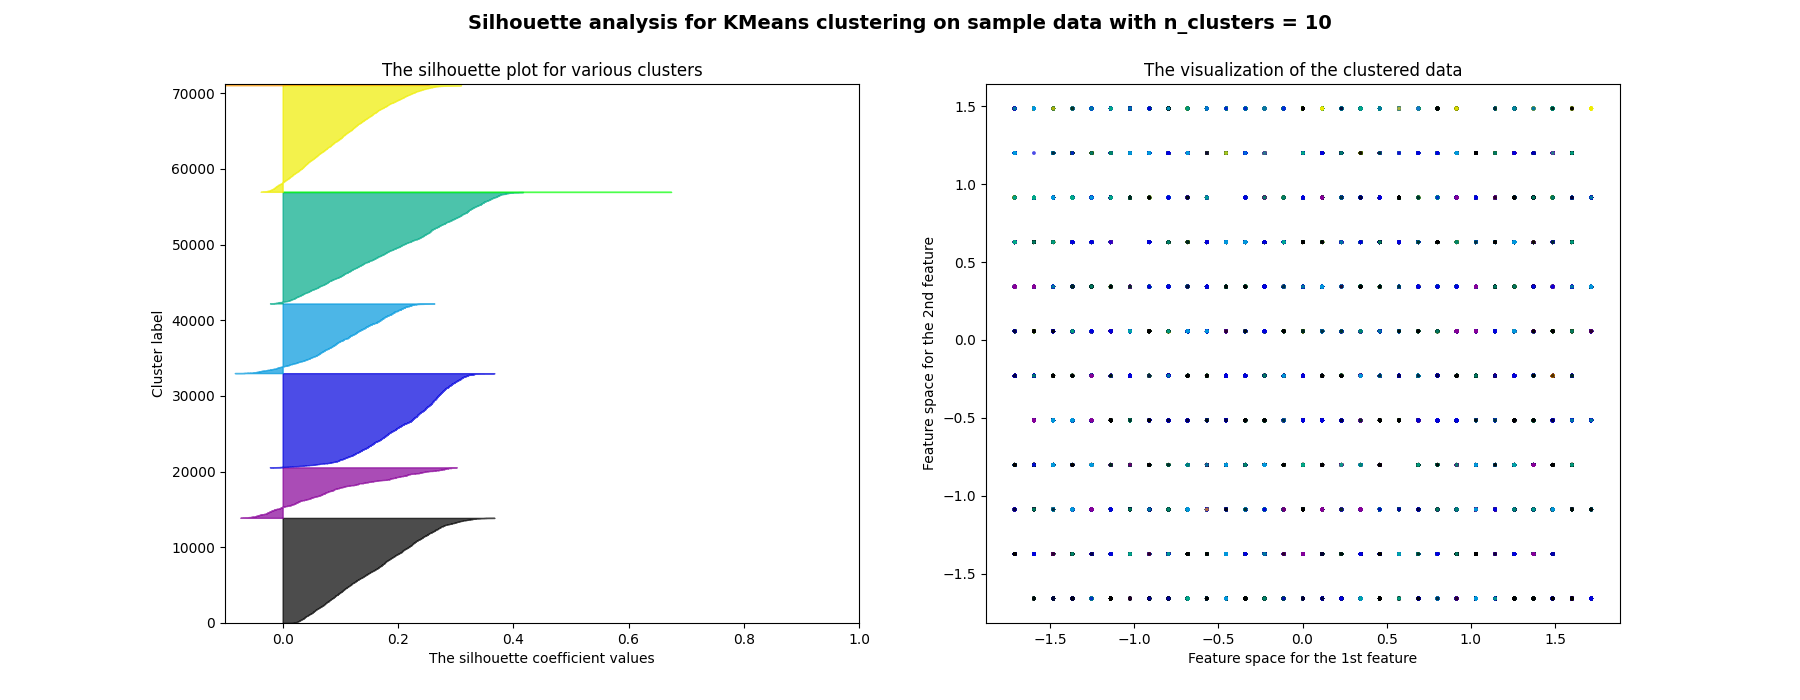 Silhouette analysis for KMeans clustering on sample data with n_clusters = 10
The silhouette plot for various clusters
70000
60000
50000
40000
30000
20000
10000
0
Cluster label
0.0 0.2 0.4 0.6 0.8 1.0
The silhouette coefficient values
The visualization of the clustered data
1.5
1.0
0.5
0.0
−0.5
−1.0
−1.5
Feature space for the 2nd feature
−1.5 −1.0 −0.5 0.0 0.5 1.0 1.5
Feature space for the 1st feature